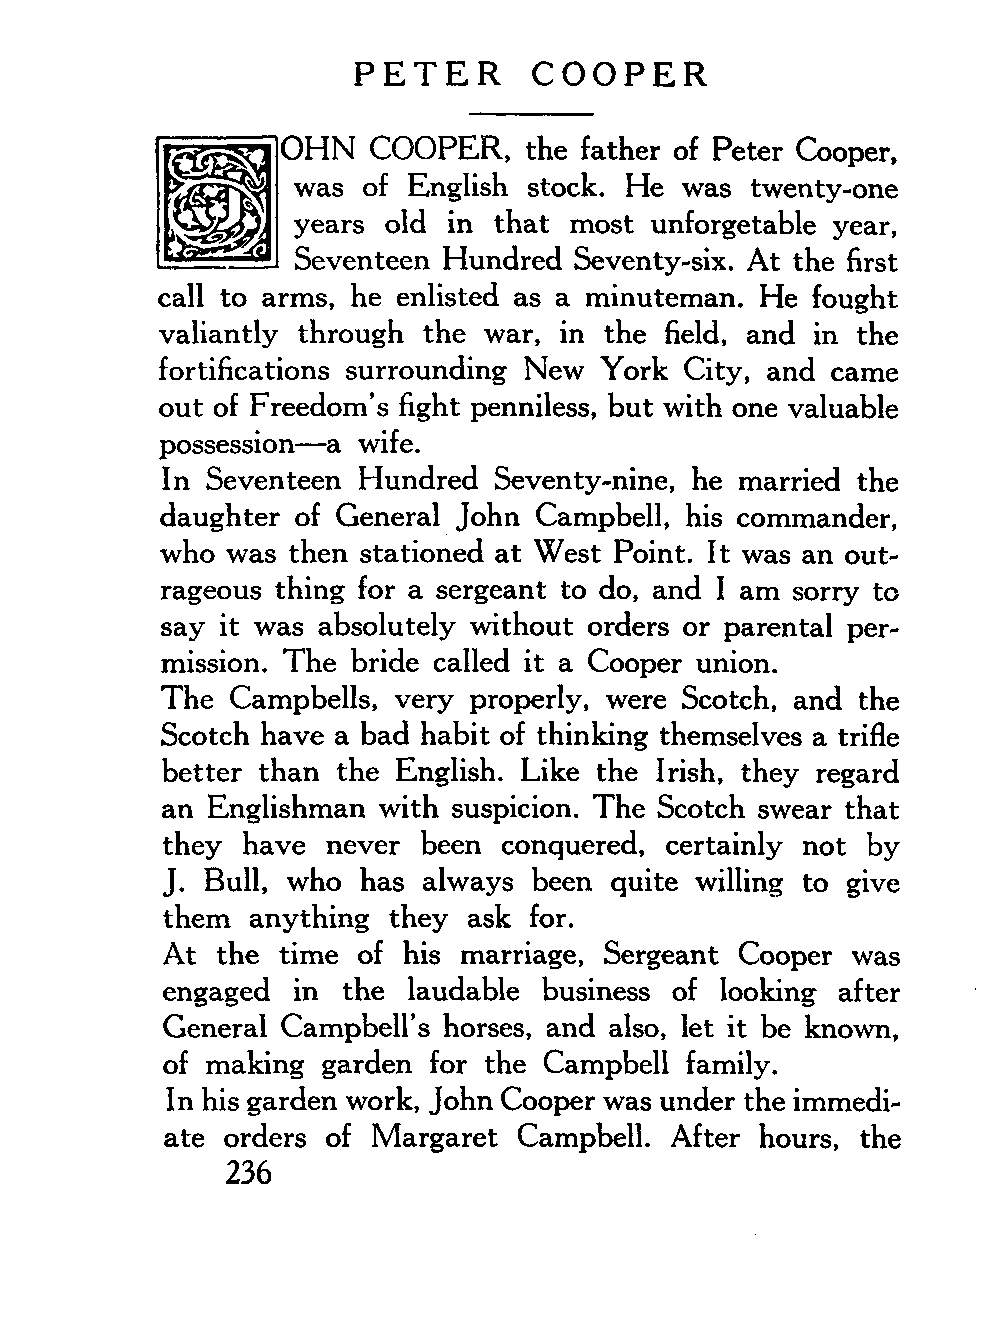 PETER COOPER
JOHN COOPER, the father of Peter Cooper,
was of English stock. He was twenty-one
years old in that most unforgetable year,
Seventeen Hundred Seventy-six. At the first
call to arms, he enlisted as a minuteman. He fought
valiantly through the war, in the field, and in the
fortifications surrounding New York City, and came
out of Freedom's fight penniless, but with one valuable
possession—a wife.
In Seventeen Hundred Seventy-nine, he married the
daughter of General John Campbell, his commander,
who was then stationed at West Point. It was an out-
rageous thing for a sergeant to do, and I am sorry to
say it was absolutely without orders or parental per-
mission. The bride called it a Cooper union.
The Campbells, very properly, were Scotch, and the
Scotch have a bad habit of thinking themselves a trifle
better than the English. Like the Irish, they regard
an Englishman with suspicion. The Scotch swear that
they have never been conquered, certainly not by
J. Bull, who has always been quite willing to give
them anything they ask for.
At the time of his marriage, Sergeant Cooper was
engaged in the laudable business of looking after
General Campbell's horses, and also, let it be known,
of making garden for the Campbell family.
In his garden work, John Cooper was under the immedi-
ate orders of Margaret Campbell. After hours, the
236